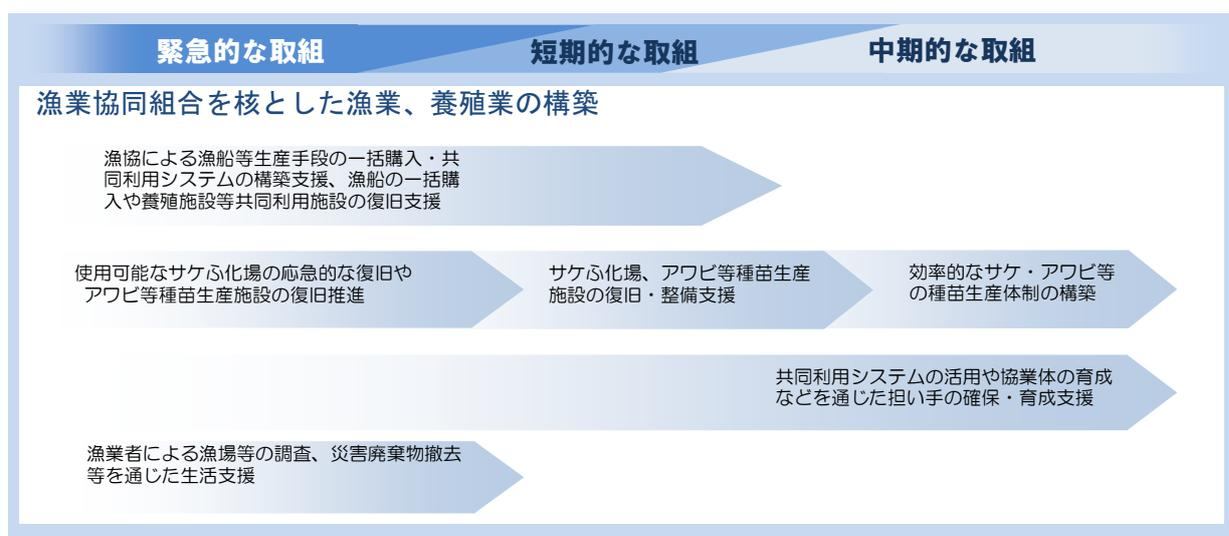 緊急的な取組
短期的な取組
中期的な取組
漁業協同組合を核とした漁業、養殖業の構築
漁協による漁船等生産手段の一括購入・共
同利用システムの構築支援、漁船の一括購
入や養殖施設等共同利用施設の復旧支援
使用可能なサケふ化場の応急的な復旧や
アワビ等種苗生産施設の復旧推進
サケふ化場、アワビ等種苗生産
施設の復旧・整備支援
効率的なサケ・アワビ等
の種苗生産体制の構築
共同利用システムの活用や協業体の育成
などを通じた担い手の確保・育成支援
漁業者による漁場等の調査、災害廃棄物撤去
等を通じた生活支援